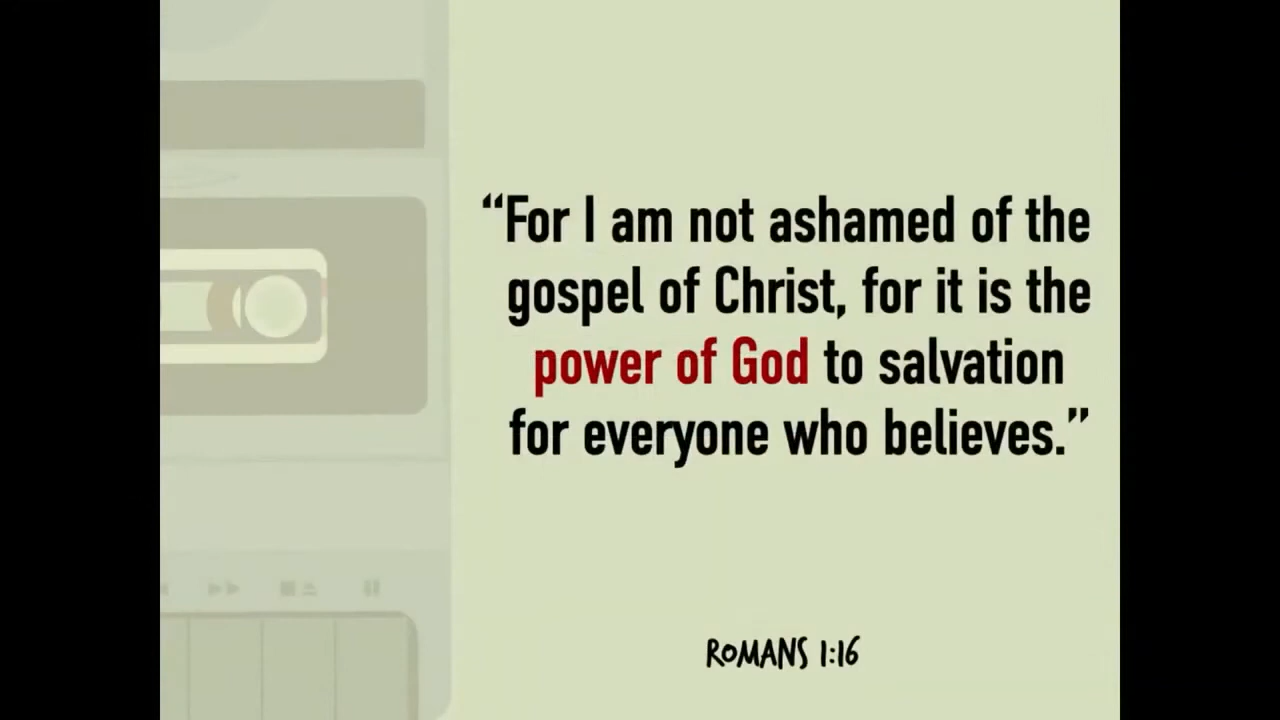 “For I am not ashamed of the
gospel of Christ, for it is the
power of God to salvation
for everyone who believes.”
ROMANS 1:16